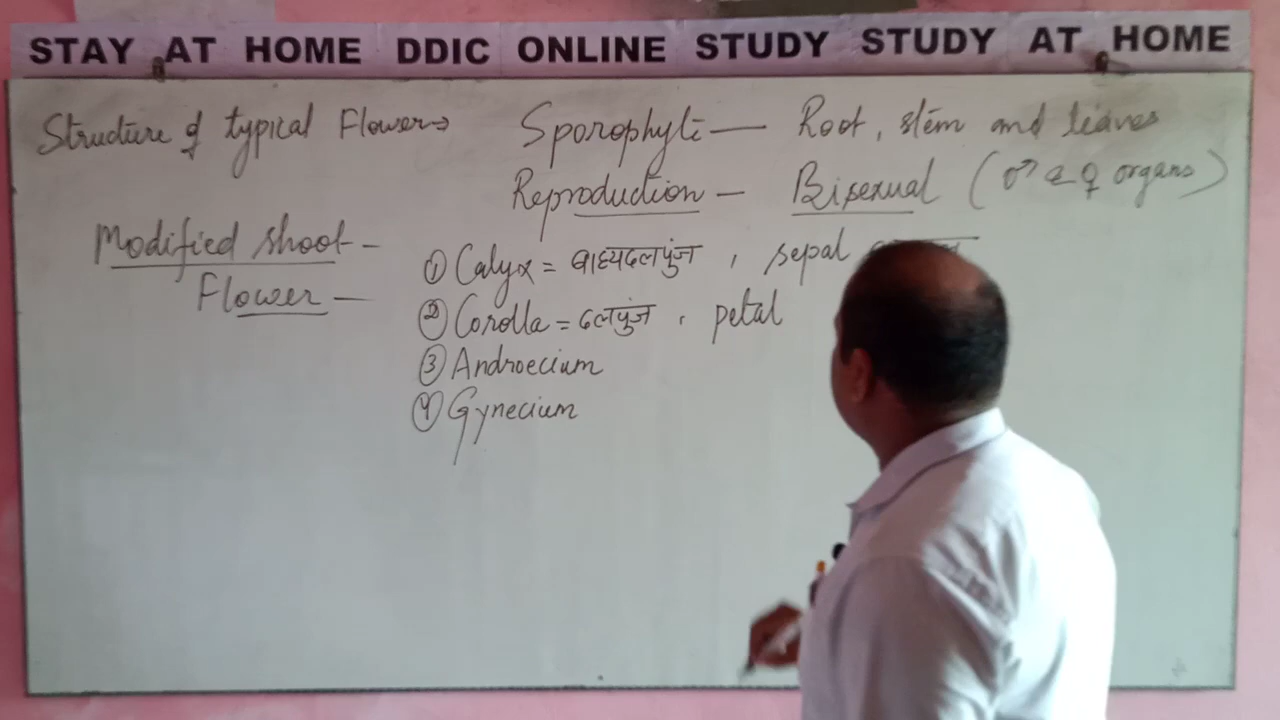 STAY AT HOME DDIC ONLINE STUDY STUDY AT HOME
Structure of typical Flower→
Sporophyte — Root, stem and leaves
Reproduction — Bisexual (♂ & ♀ organs)
Modified shoot —
Flower —
① Calyx = बाह्यदलपुंज , sepal
② Corolla = दलपुंज , petal
③ Androecium
④ Gynecium